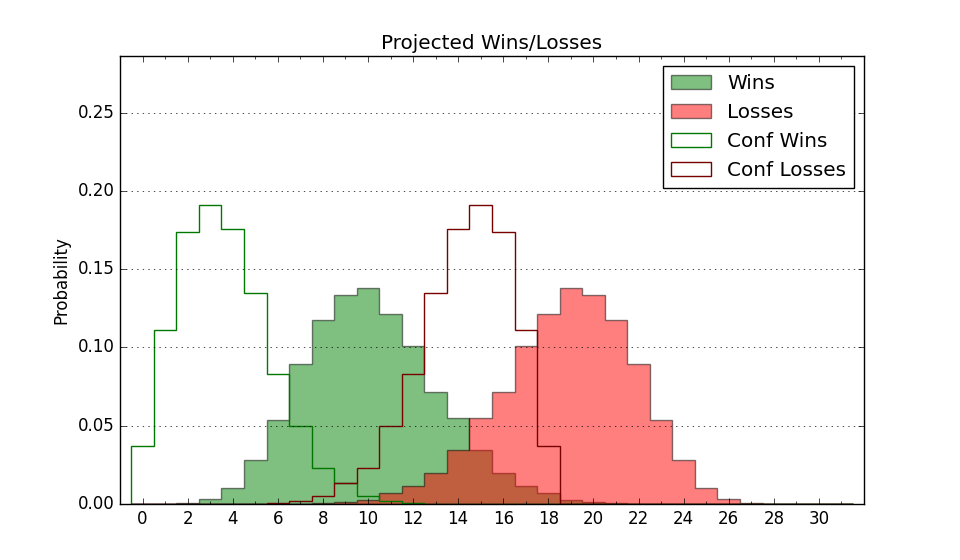 Projected Wins/Losses
Wins
Losses
Conf Wins
Conf Losses
0.25
0.20
0.15
0.10
0.05
0.00
Probability
0 2 4 6 8 10 12 14 16 18 20 22 24 26 28 30